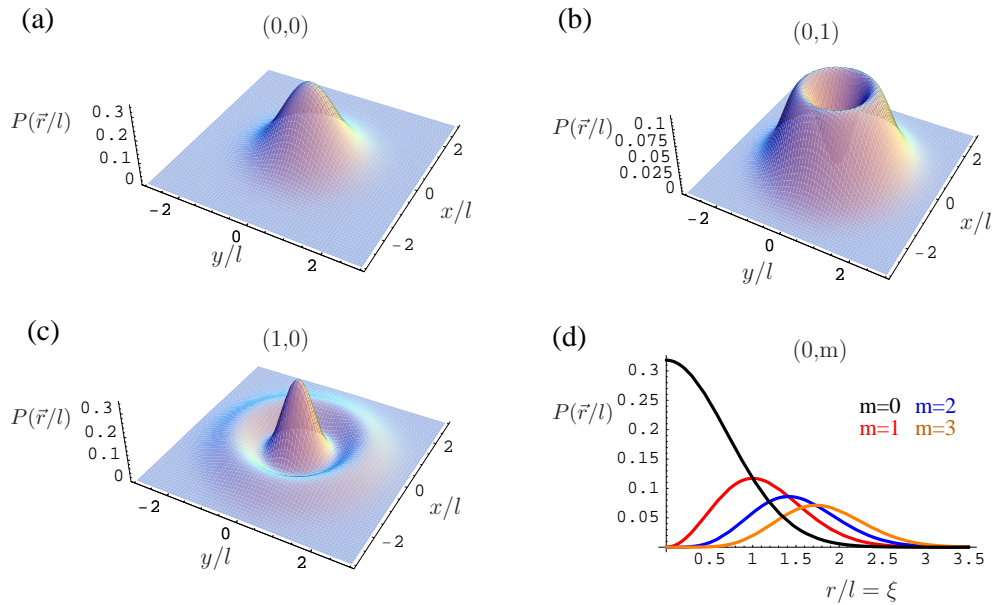 (a)
(0,0)
P(r⃗/l)
0.3
0.2
0.1
0
-2
0
2
y/l
-2
0
2
x/l
(b)
(0,1)
P(r⃗/l)
0.1
0.075
0.05
0.025
0
-2
0
2
y/l
-2
0
2
x/l
(c)
(1,0)
P(r⃗/l)
0.3
0.2
0.1
0
-2
0
2
y/l
-2
0
2
x/l
(d)
(0,m)
P(r⃗/l)
0.3
0.25
0.2
0.15
0.1
0.05
m=0 m=2
m=1 m=3
0.5 1 1.5 2 2.5 3 3.5
r/l = ξ